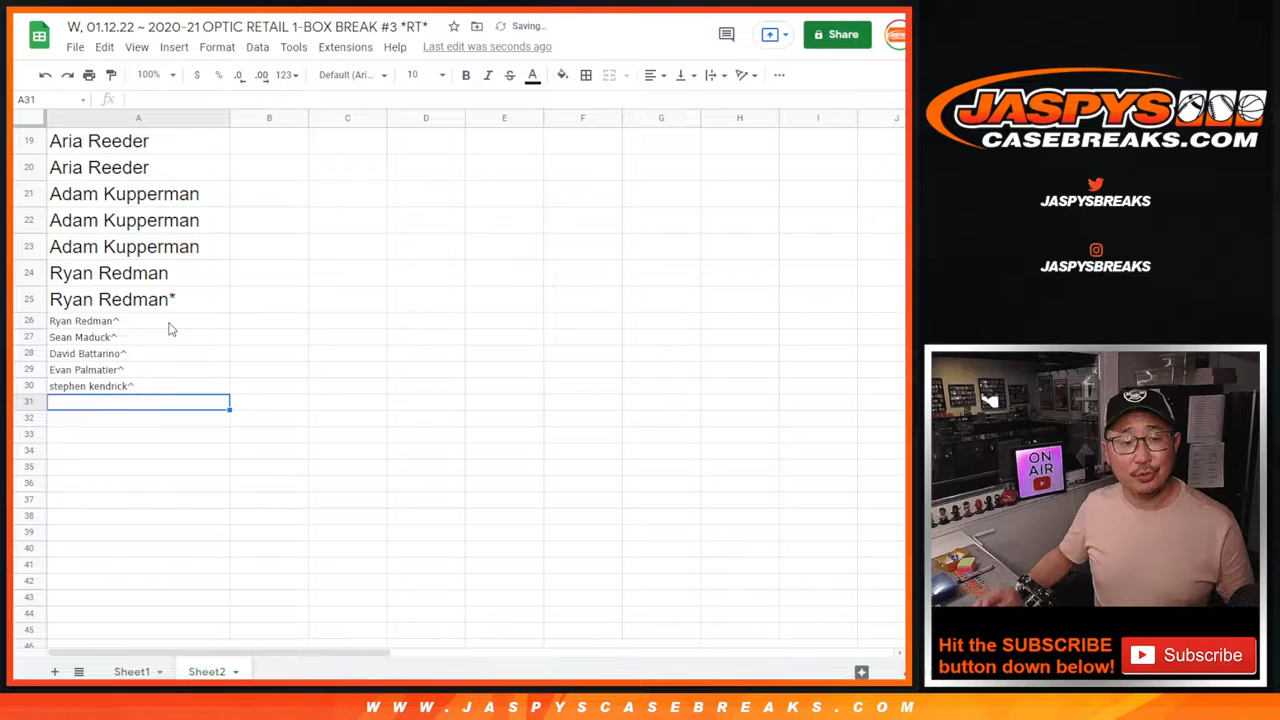 W, 01.12.22 ~ 2020-21 OPTIC RETAIL 1-BOX BREAK #3 *RT*
Saving...
File Edit View Insert Format Data Tools Extensions Help Last edit was seconds ago
Share
100% $ % .0 .00 123 Default (Ari... 10 B I S A
A31 fx
A B C D E F G H I J
19 Aria Reeder
20 Aria Reeder
21 Adam Kupperman
22 Adam Kupperman
23 Adam Kupperman
24 Ryan Redman
25 Ryan Redman*
26 Ryan Redman^
27 Sean Maduck^
28 David Battarino^
29 Evan Palmatier^
30 stephen kendrick^
31
32
33
34
35
36
37
38
39
40
41
42
43
44
45
46
Sheet1 Sheet2
JASPYS
CASEBREAKS.COM
JASPYSBREAKS
JASPYSBREAKS
ON
AIR
Hit the SUBSCRIBE
button down below!
Subscribe
WWW.JASPYSCASEBREAKS.COM